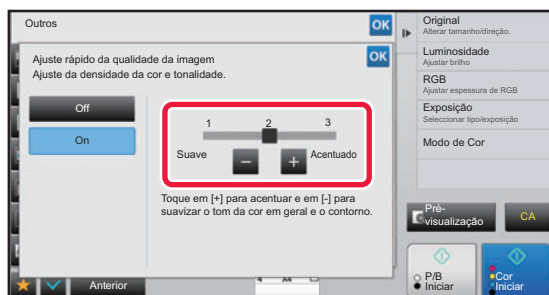 Outros
OK
Ajuste rápido da qualidade da imagem
Ajuste da densidade da cor e tonalidade.
OK
Off
On
1 2 3
Suave
Acentuado
Toque em [+] para acentuar e em [-] para
suavizar o tom da cor em geral e o contorno.
Anterior
Original
Alterar tamanho/direção.
Luminosidade
Ajustar brilho
RGB
Ajustar espessura de RGB
Exposição
Seleccionar tipo/exposição
Modo de Cor
Pré-
visualização
CA
P/B
Iniciar
Cor
Iniciar